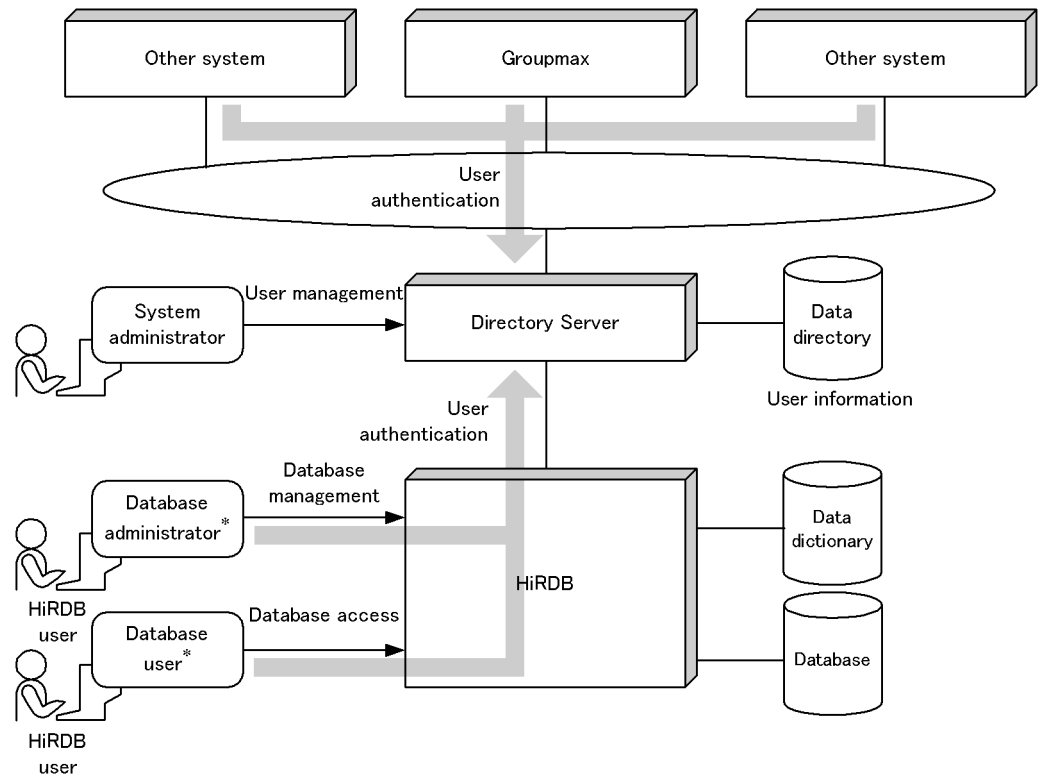 Other system
Groupmax
Other system
User
authentication
System
administrator
User management
Directory Server
Data
directory
User information
User
authentication
Database
administrator*
Database
management
HiRDB
user
HiRDB
Data
dictionary
Database
user*
Database access
Database
HiRDB
user